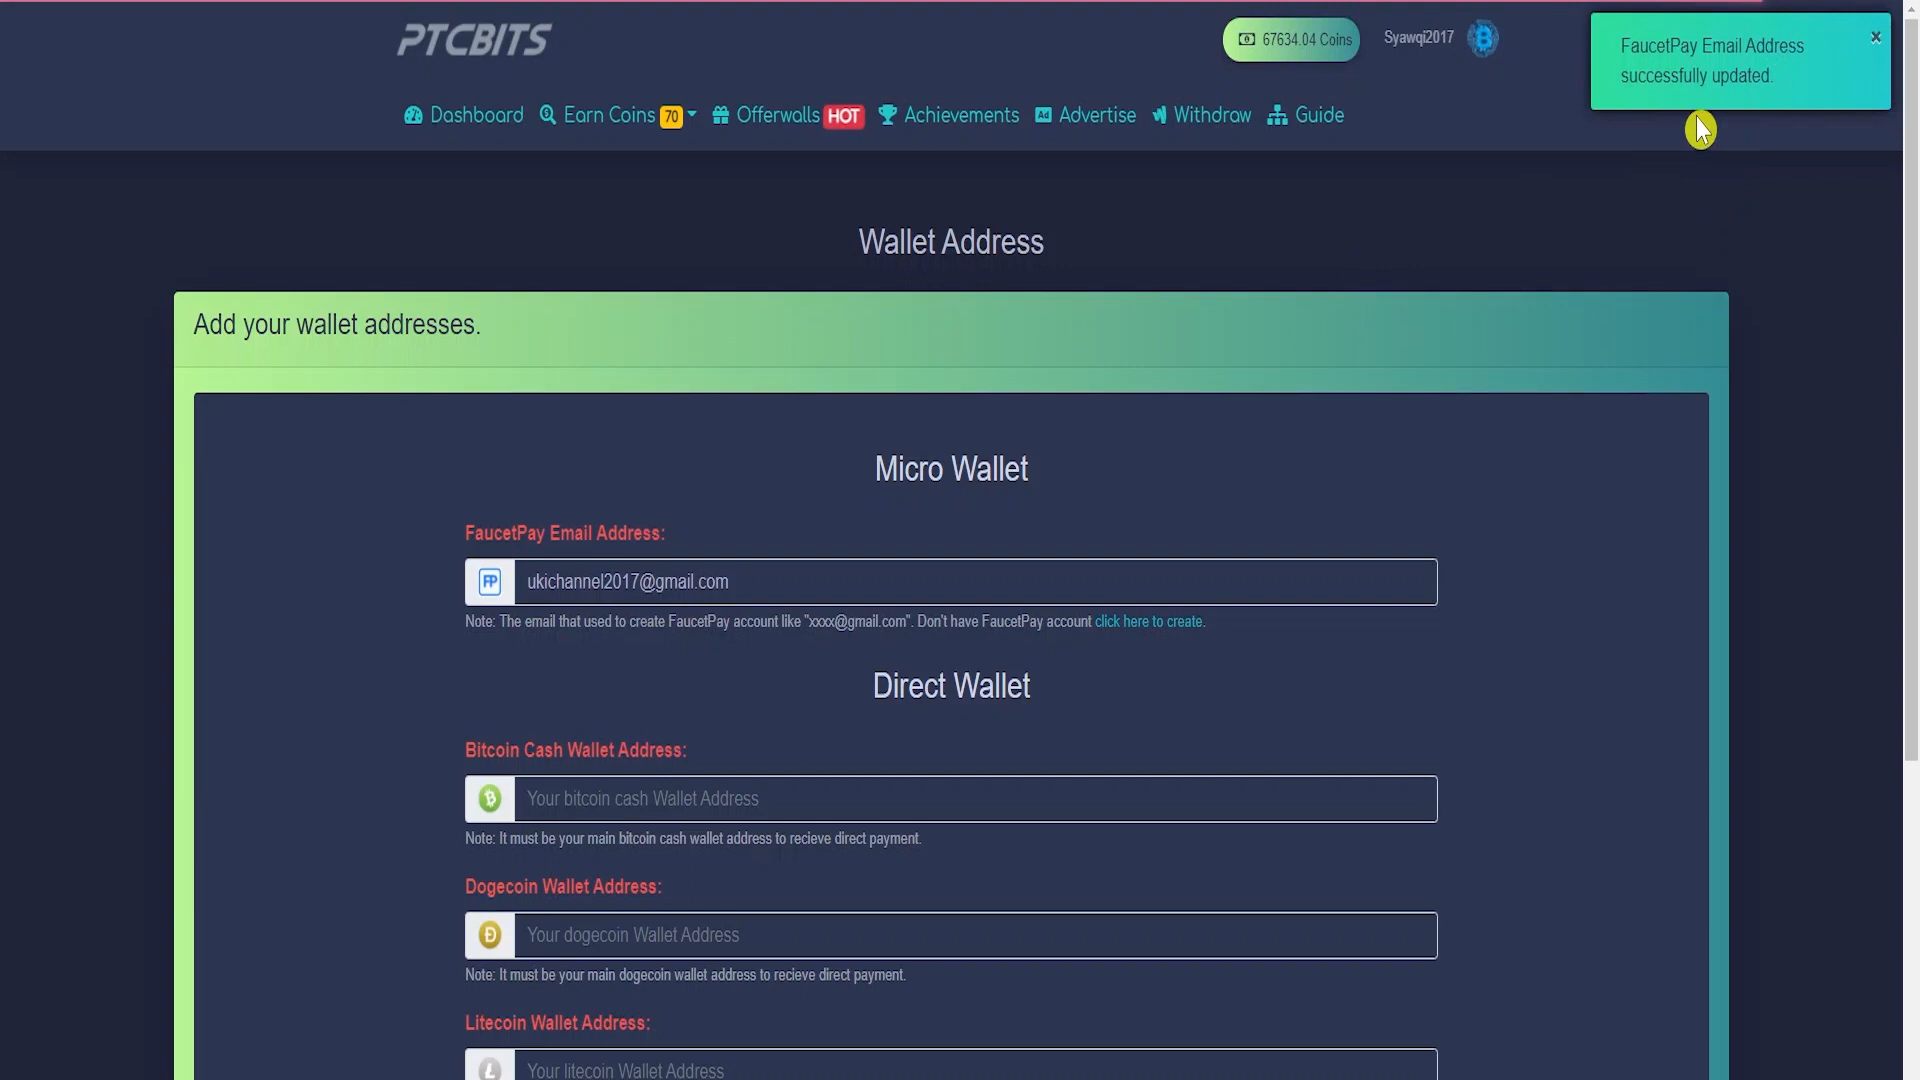 PTCBITS
67634.04 Coins
Syawqi2017
FaucetPay Email Address
successfully updated.
×
Dashboard
Earn Coins 70
Offerwalls HOT
Achievements
Ad Advertise
Withdraw
Guide
Wallet Address
Add your wallet addresses.
Micro Wallet
FaucetPay Email Address:
FP ukichannel2017@gmail.com
Note: The email that used to create FaucetPay account like "xxxx@gmail.com". Don't have FaucetPay account click here to create.
Direct Wallet
Bitcoin Cash Wallet Address:
Your bitcoin cash Wallet Address
Note: It must be your main bitcoin cash wallet address to recieve direct payment.
Dogecoin Wallet Address:
Your dogecoin Wallet Address
Note: It must be your main dogecoin wallet address to recieve direct payment.
Litecoin Wallet Address:
Your litecoin Wallet Address